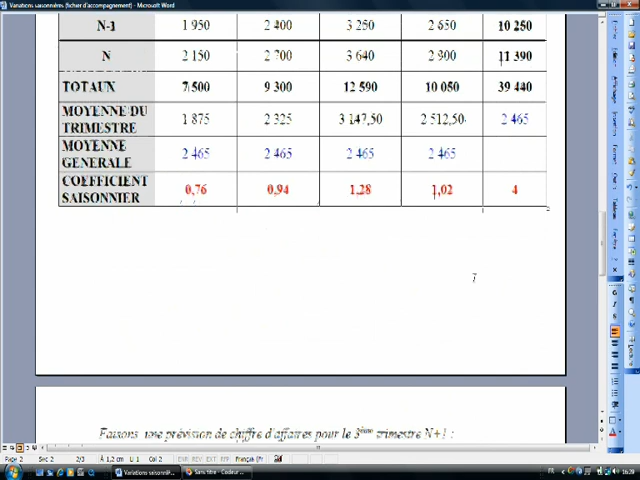 Variations saisonnières (fichier d'accompagnement) - Microsoft Word
N-1 1 950 2 400 3 250 2 650 10 250
N 2 150 2 700 3 640 2 900 11 390
TOTAUX 7 500 9 300 12 590 10 050 39 440
MOYENNE DU TRIMESTRE 1 875 2 325 3 147,50 2 512,50 2 465
MOYENNE GENERALE 2 465 2 465 2 465 2 465
COEFFICIENT SAISONNIER 0,76 0,94 1,28 1,02 4
Faisons une prévision de chiffre d'affaires pour le 3ème trimestre N+1 :
Page 2 Sec 2 2/3 À 1,2 cm Li 1 Col 2 ENR REV EXT RFP Français (Fr
Variations saisonniè... Sans titre - Codeur ... FR 16:28